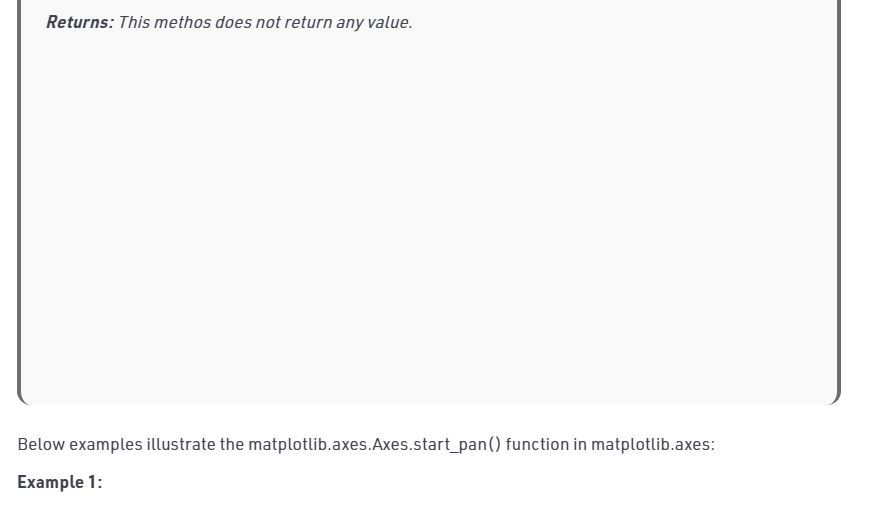 Returns: This methos does not return any value.
Below examples illustrate the matplotlib.axes.Axes.start_pan() function in matplotlib.axes:
Example 1: